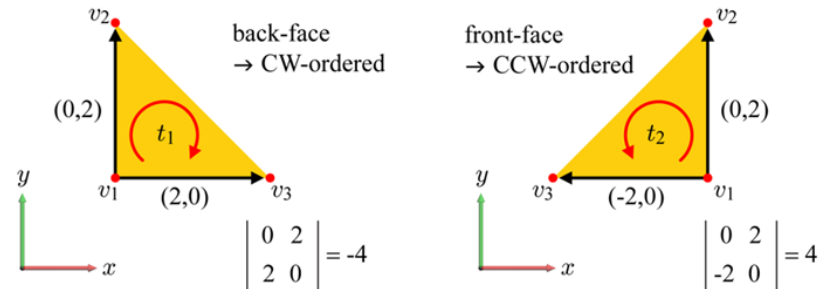 v₂
back-face
→ CW-ordered
(0,2)
t₁
v₁
(2,0)
v₃
y
x
| 0 2 |
| 2 0 | = -4
v₂
front-face
→ CCW-ordered
(0,2)
t₂
v₃
(-2,0)
v₁
y
x
| 0 2 |
| -2 0 | = 4